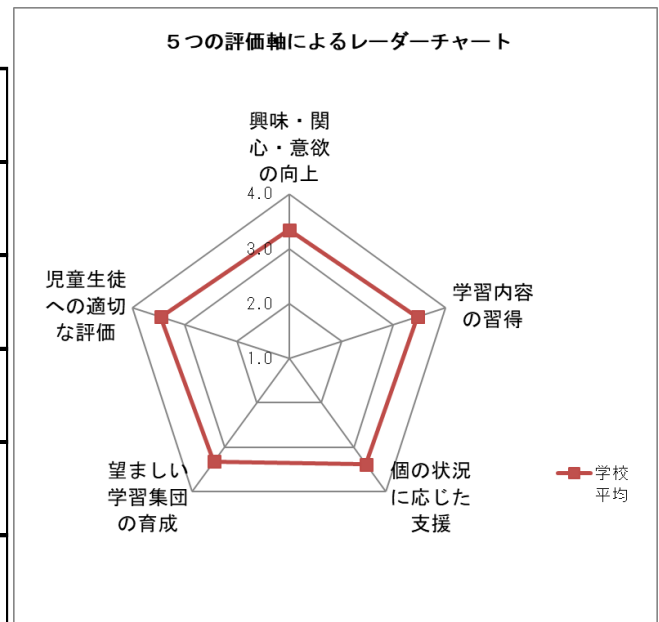 ５つの評価軸によるレーダーチャート
興味・関
心・意欲
の向上
4.0
3.0
2.0
1.0
学習内容
の習得
個の状況
に応じた
支援
望ましい
学習集団
の育成
児童生徒
への適切
な評価
学校
平均